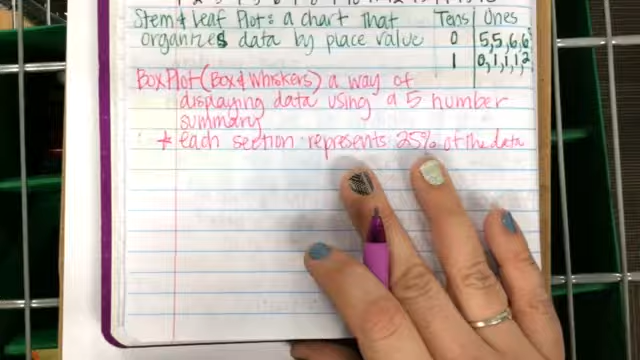 Stem & Leaf Plot: a chart that
organizes data by place value
Tens | Ones
0 | 5,5,6,6
1 | 0,1,1,1,2
Box Plot (Box & Whiskers) a way of
displaying data using a 5 number
summary
* each section represents 25% of the data